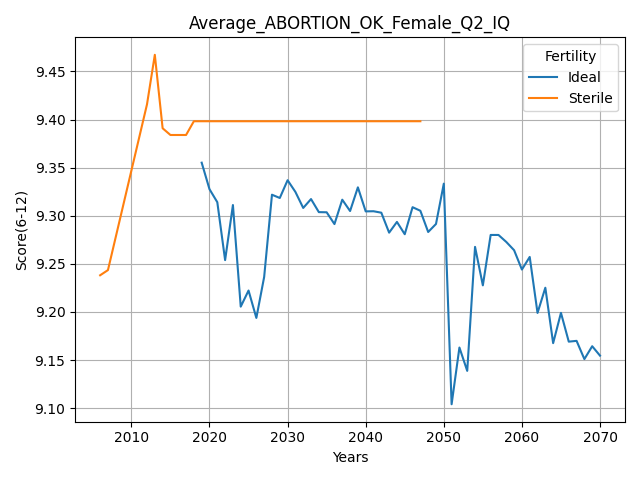 Average_ABORTION_OK_Female_Q2_IQ
Fertility
Ideal
Sterile
Score(6-12)
9.45
9.40
9.35
9.30
9.25
9.20
9.15
9.10
2010 2020 2030 2040 2050 2060 2070
Years